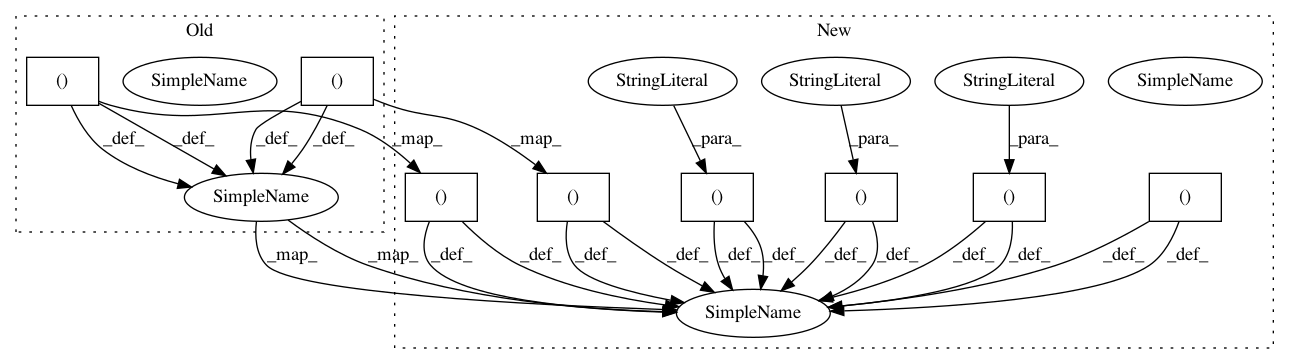 Old
New
() SimpleName () StringLiteral StringLiteral StringLiteral SimpleName
_def_ _def_ _def_ _def_ _map_ _map_ _para_ _para_ _para_
SimpleName () () () () () ()
_map_ _map_ _def_ _def_ _def_ _def_ _def_ _def_ _def_ _def_ _def_ _def_ _def_ _def_
SimpleName